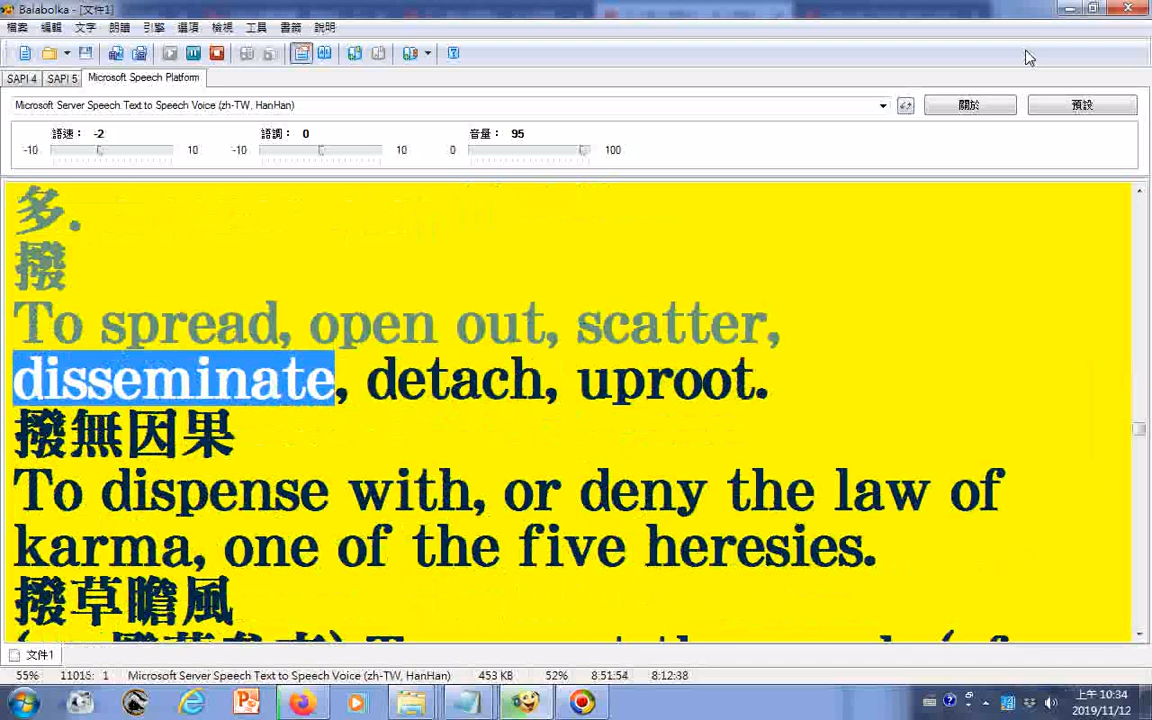 Balabolka - [文件1]
檔案 編輯 文字 朗讀 引擎 選項 檢視 工具 書籤 說明
SAPI 4 SAPI 5 Microsoft Speech Platform
Microsoft Server Speech Text to Speech Voice (zh-TW, HanHan) 關於 預設
語速： -2 語調： 0 音量： 95
-10 10 -10 10 0 100
多.
撥
To spread, open out, scatter,
disseminate, detach, uproot.
撥無因果
To dispense with, or deny the law of
karma, one of the five heresies.
撥草瞻風
文件1
55% 11016: 1 Microsoft Server Speech Text to Speech Voice (zh-TW, HanHan) 453 KB 52% 8:51:54 8:12:38
上午 10:34
2019/11/12